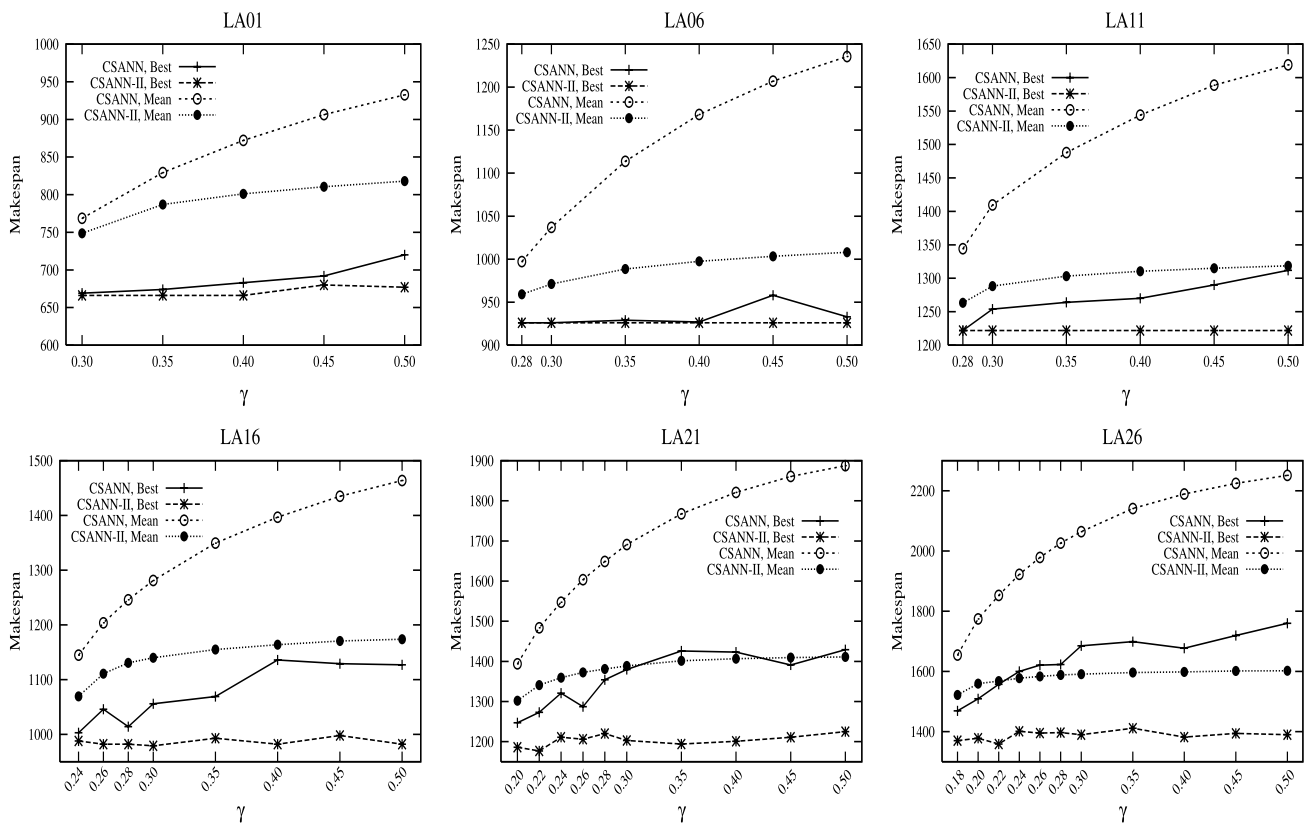 LA01
1000
950
900
850
800
750
700
650
600
Makespan
CSANN, Best
CSANN-II, Best
CSANN, Mean
CSANN-II, Mean
0.30 0.35 0.40 0.45 0.50
γ
LA06
1250
1200
1150
1100
1050
1000
950
900
Makespan
CSANN, Best
CSANN-II, Best
CSANN, Mean
CSANN-II, Mean
0.28 0.30 0.35 0.40 0.45 0.50
γ
LA11
1650
1600
1550
1500
1450
1400
1350
1300
1250
1200
Makespan
CSANN, Best
CSANN-II, Best
CSANN, Mean
CSANN-II, Mean
0.28 0.30 0.35 0.40 0.45 0.50
γ
LA16
1500
1400
1300
1200
1100
1000
Makespan
CSANN, Best
CSANN-II, Best
CSANN, Mean
CSANN-II, Mean
0.24 0.26 0.28 0.30 0.35 0.40 0.45 0.50
γ
LA21
1900
1800
1700
1600
1500
1400
1300
1200
Makespan
CSANN, Best
CSANN-II, Best
CSANN, Mean
CSANN-II, Mean
0.20 0.22 0.24 0.26 0.28 0.30 0.35 0.40 0.45 0.50
γ
LA26
2200
2000
1800
1600
1400
Makespan
CSANN, Best
CSANN-II, Best
CSANN, Mean
CSANN-II, Mean
0.18 0.20 0.22 0.24 0.26 0.28 0.30 0.35 0.40 0.45 0.50
γ